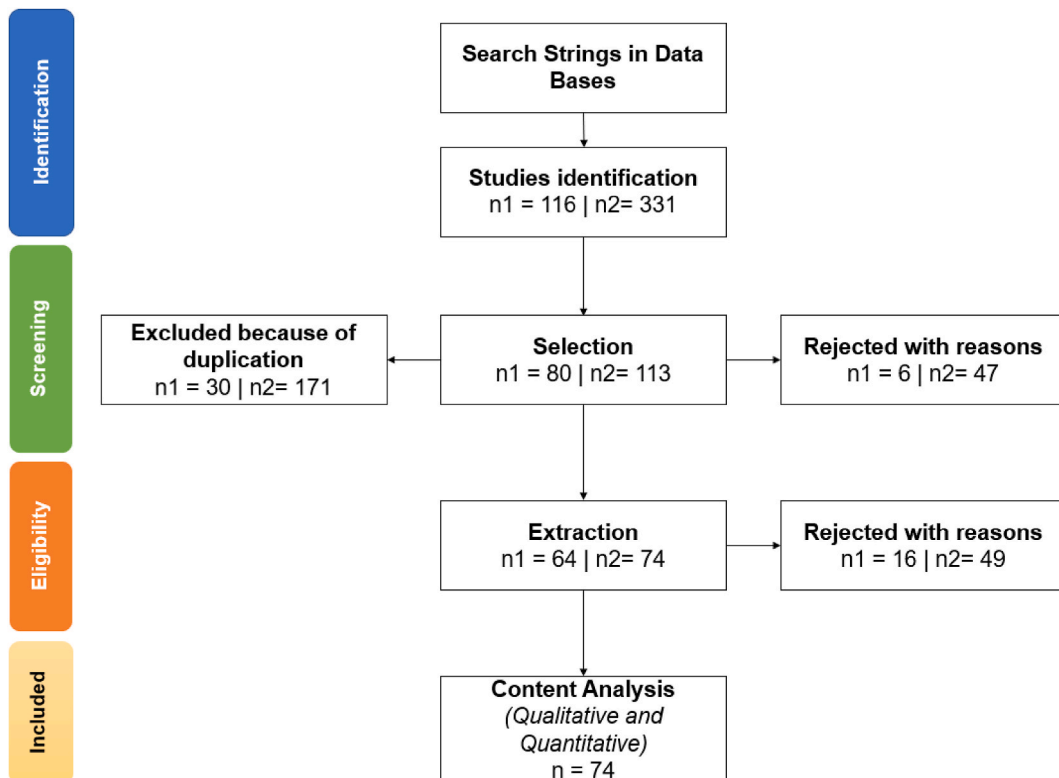 Identification
Search Strings in Data
Bases
Studies identification
n1 = 116 | n2= 331
Screening
Excluded because of
duplication
n1 = 30 | n2= 171
Selection
n1 = 80 | n2= 113
Rejected with reasons
n1 = 6 | n2= 47
Eligibility
Extraction
n1 = 64 | n2= 74
Rejected with reasons
n1 = 16 | n2= 49
Included
Content Analysis
(Qualitative and
Quantitative)
n = 74